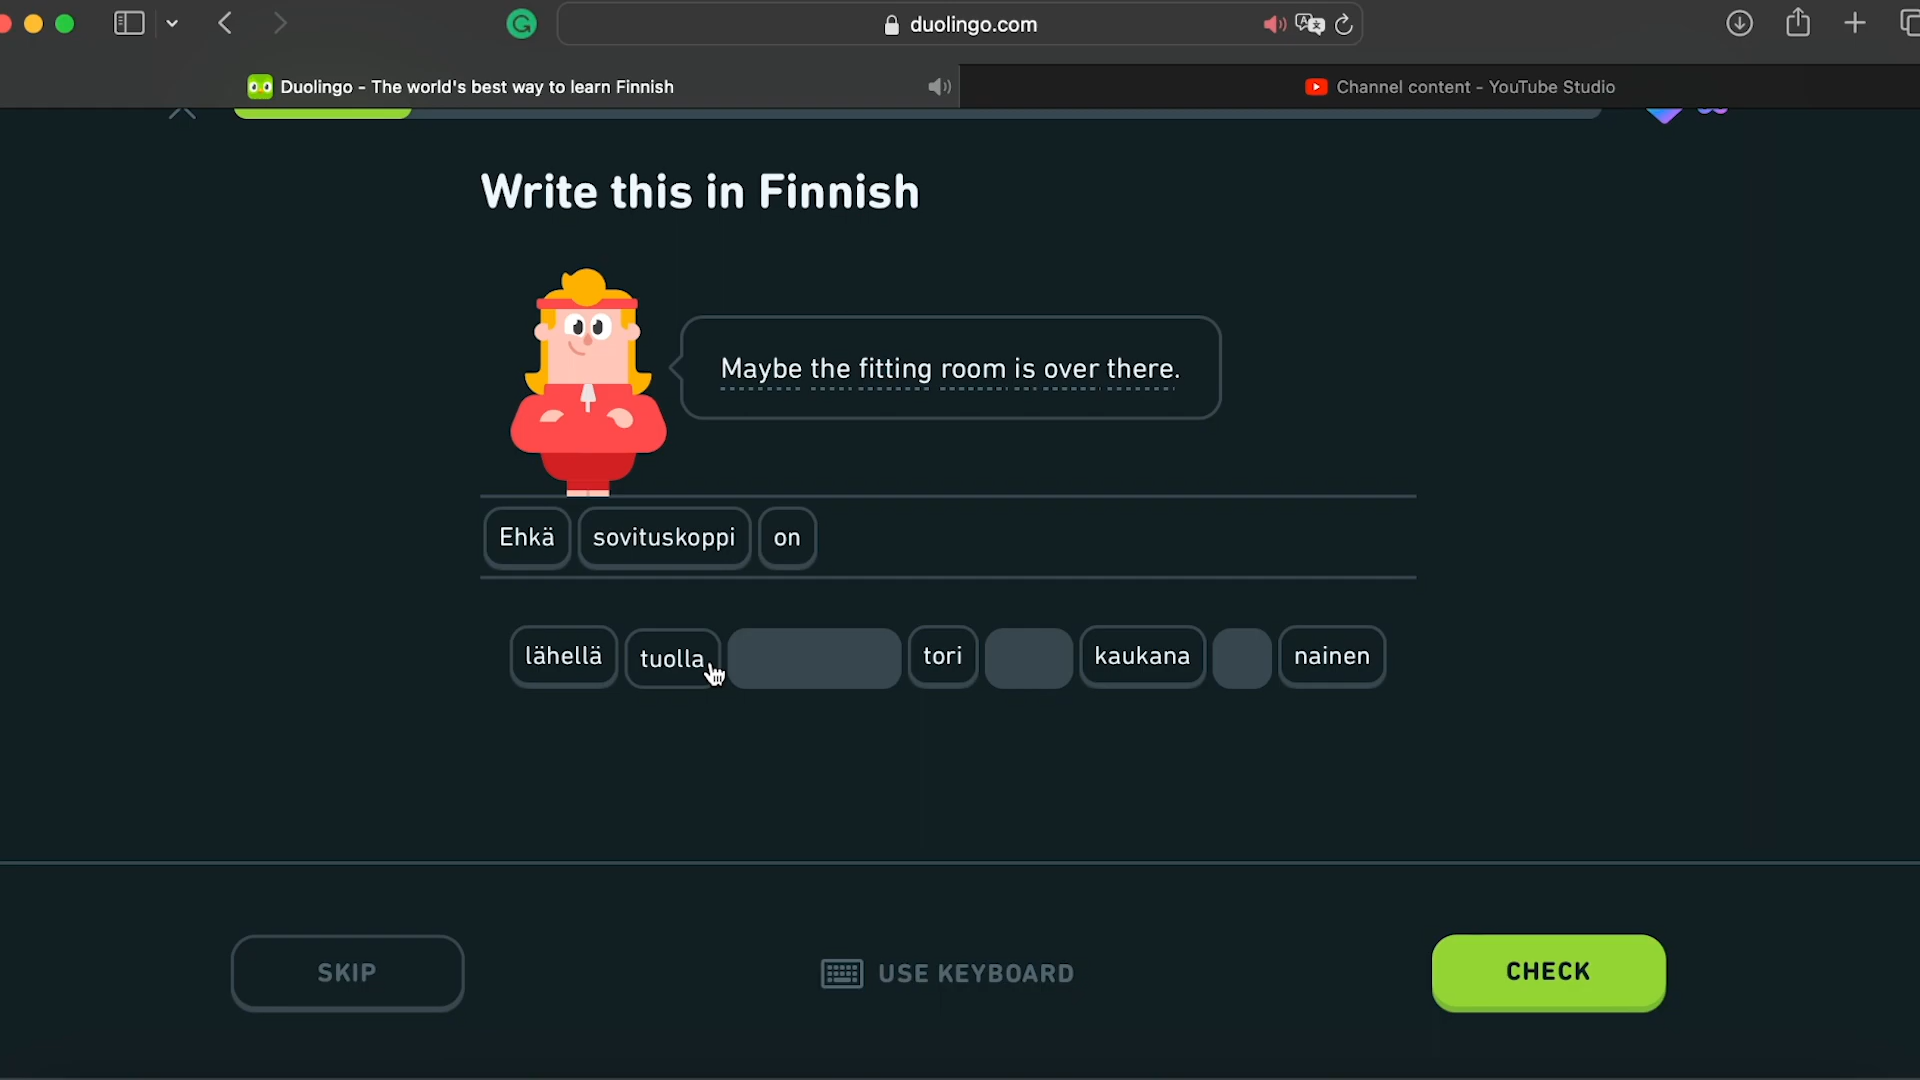 duolingo.com
Duolingo - The world's best way to learn Finnish
Channel content - YouTube Studio
Write this in Finnish
Maybe the fitting room is over there.
Ehkä sovituskoppi on
lähellä tuolla tori kaukana nainen
SKIP USE KEYBOARD CHECK